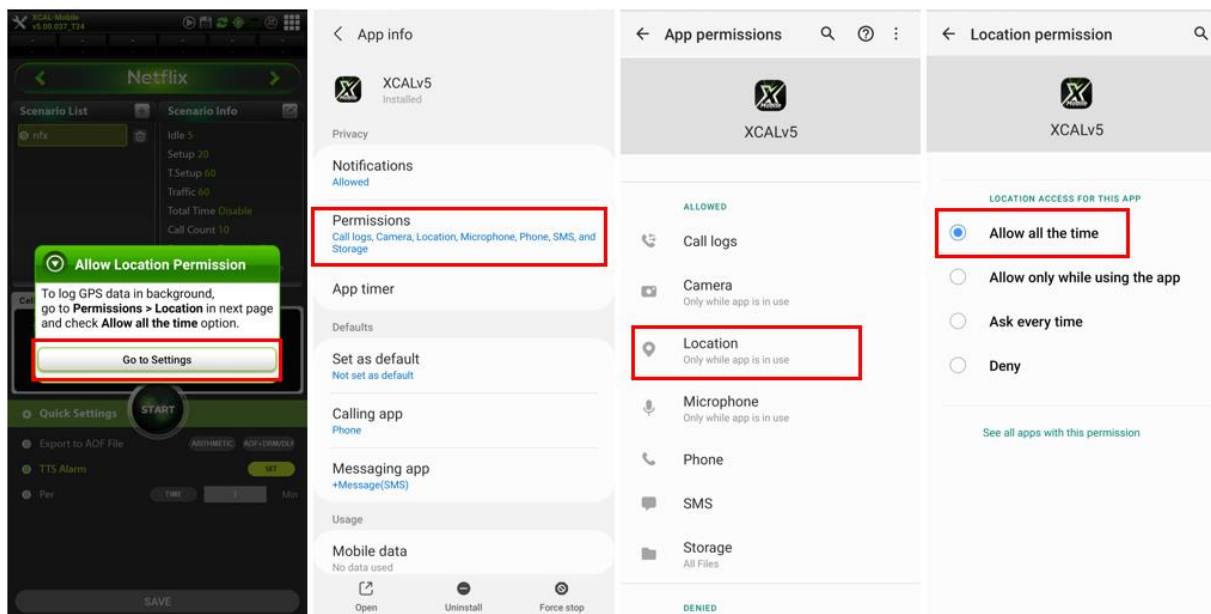 XCAL-Mobile
v5.00.037_T24
Netflix
Scenario List
Scenario Info
nfx
Idle 5
Setup 20
T.Setup 60
Traffic 60
Total Time Disable
Call Count 10
Allow Location Permission
To log GPS data in background,
go to Permissions > Location in next page
and check Allow all the time option.
Go to Settings
START
Quick Settings
Export to AOF File
ARITHMETIC
TTS Alarm
SET
Per
TIME
1
Min
SAVE
App info
XCALv5
Installed
Privacy
Notifications
Allowed
Permissions
Call logs, Camera, Location, Microphone, Phone, SMS, and
Storage
App timer
Defaults
Set as default
Not set as default
Calling app
Phone
Messaging app
+Message(SMS)
Usage
Mobile data
No data used
Open
Uninstall
Force stop
App permissions
X
Mobile
XCALv5
ALLOWED
Call logs
Camera
Only while app is in use
Location
Only while app is in use
Microphone
Only while app is in use
Phone
SMS
Storage
All Files
DENIED
Location permission
X
Mobile
XCALv5
LOCATION ACCESS FOR THIS APP
Allow all the time
Allow only while using the app
Ask every time
Deny
See all apps with this permission